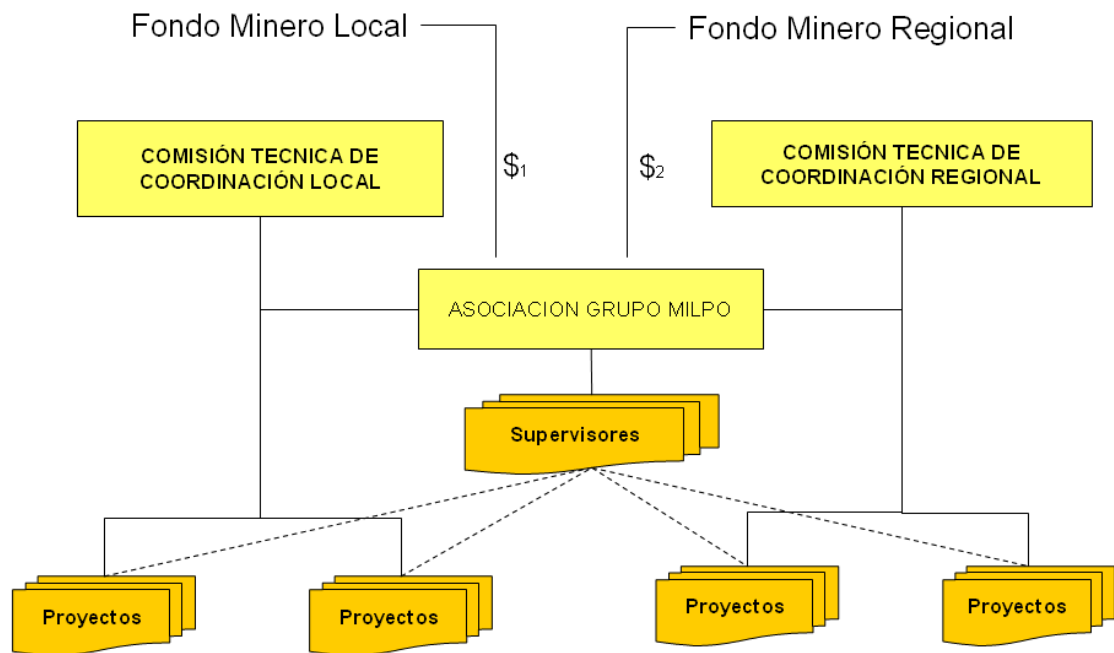 Fondo Minero Local
Fondo Minero Regional
COMISIÓN TECNICA DE
COORDINACIÓN LOCAL
$1
$2
COMISIÓN TECNICA DE
COORDINACIÓN REGIONAL
ASOCIACION GRUPO MILPO
Supervisores
Proyectos
Proyectos
Proyectos
Proyectos